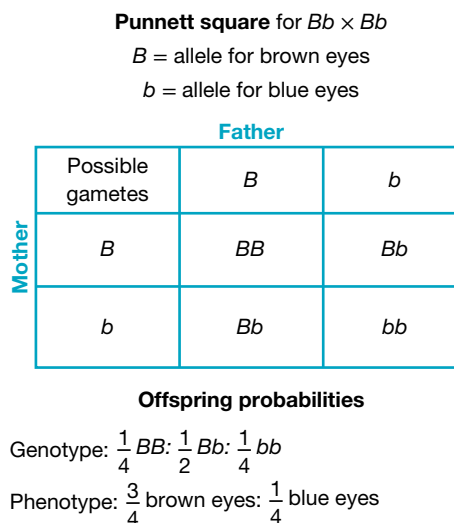 Punnett square for Bb × Bb
B = allele for brown eyes
b = allele for blue eyes
Father
Mother
Possible gametes B b
B BB Bb
b Bb bb
Offspring probabilities
Genotype: 1/4 BB: 1/2 Bb: 1/4 bb
Phenotype: 3/4 brown eyes: 1/4 blue eyes